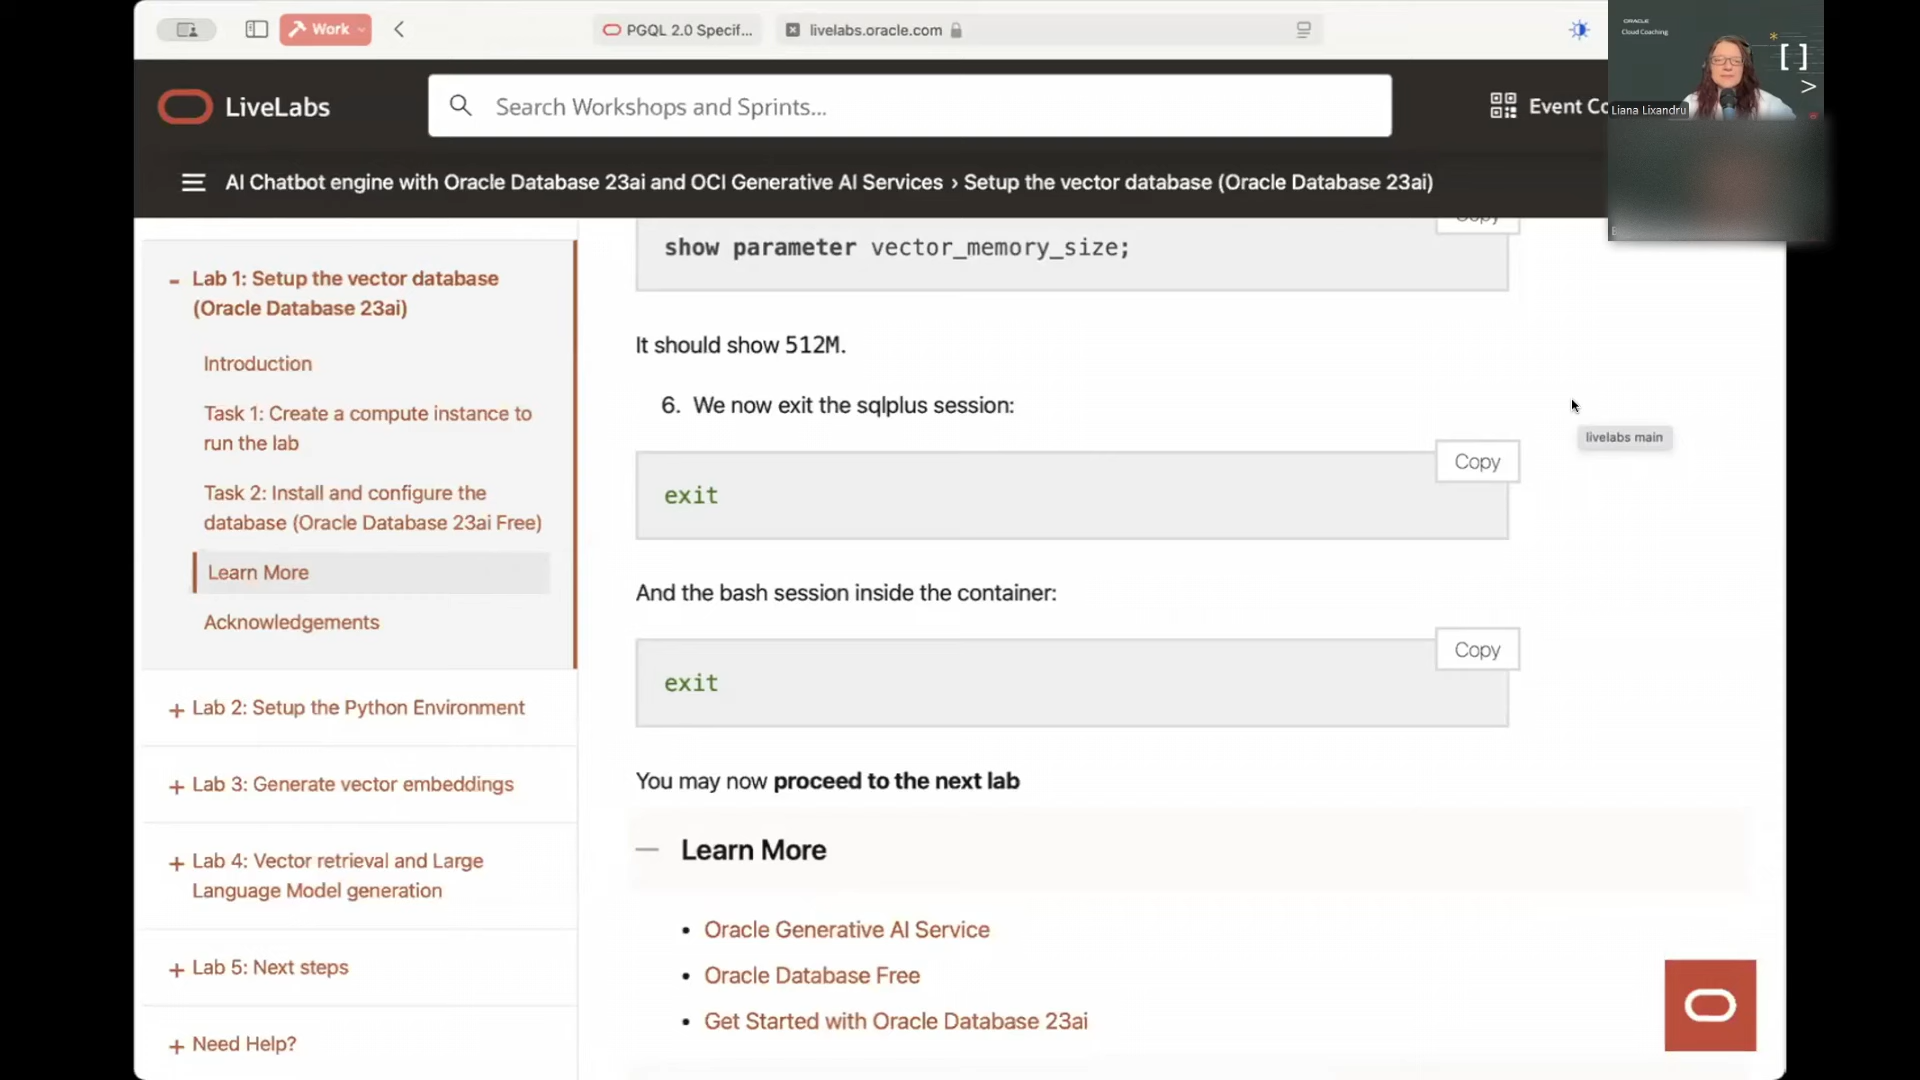 Work
PGQL 2.0 Specif...
livelabs.oracle.com
ORACLE
Cloud Coaching
[ ]
>
Liana Lixandru
LiveLabs
Search Workshops and Sprints...
Event Co
AI Chatbot engine with Oracle Database 23ai and OCI Generative AI Services › Setup the vector database (Oracle Database 23ai)
Copy
show parameter vector_memory_size;
It should show 512M.
6. We now exit the sqlplus session:
livelabs main
Copy
exit
And the bash session inside the container:
Copy
exit
You may now proceed to the next lab
— Learn More
• Oracle Generative AI Service
• Oracle Database Free
• Get Started with Oracle Database 23ai
- Lab 1: Setup the vector database
(Oracle Database 23ai)
Introduction
Task 1: Create a compute instance to
run the lab
Task 2: Install and configure the
database (Oracle Database 23ai Free)
Learn More
Acknowledgements
+ Lab 2: Setup the Python Environment
+ Lab 3: Generate vector embeddings
+ Lab 4: Vector retrieval and Large
Language Model generation
+ Lab 5: Next steps
+ Need Help?